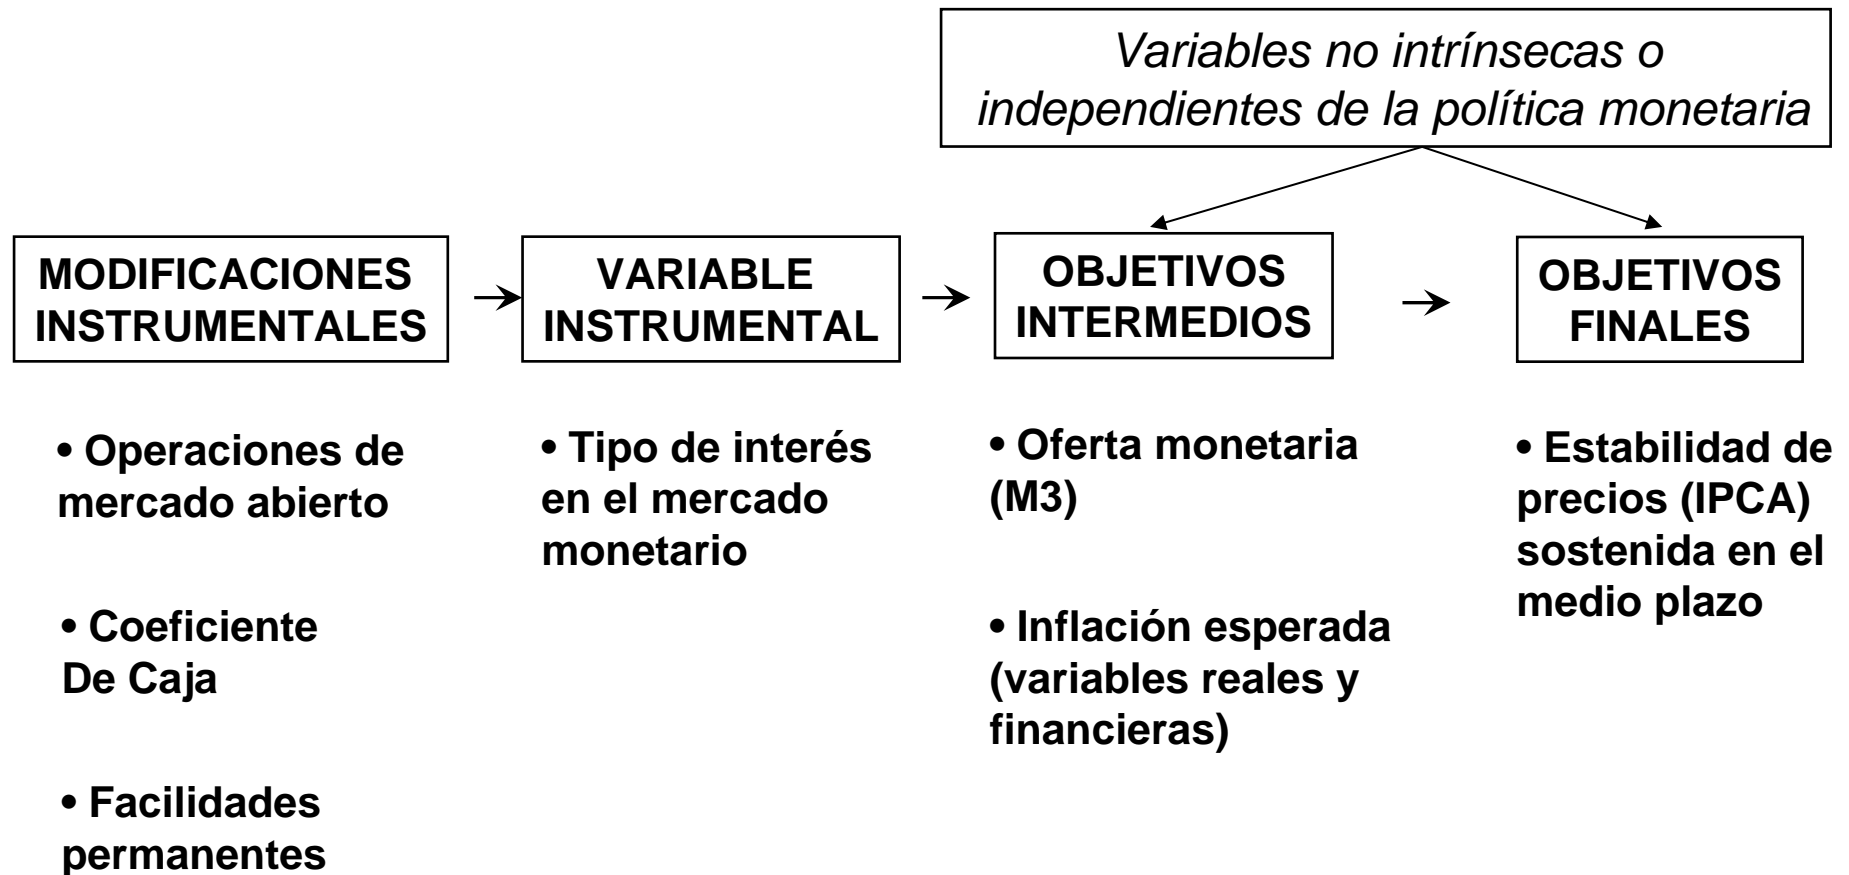 Variables no intrínsecas o
independientes de la política monetaria
MODIFICACIONES
INSTRUMENTALES
VARIABLE
INSTRUMENTAL
OBJETIVOS
INTERMEDIOS
OBJETIVOS
FINALES
• Operaciones de
mercado abierto
• Coeficiente
De Caja
• Facilidades
permanentes
• Tipo de interés
en el mercado
monetario
• Oferta monetaria
(M3)
• Inflación esperada
(variables reales y
financieras)
• Estabilidad de
precios (IPCA)
sostenida en el
medio plazo